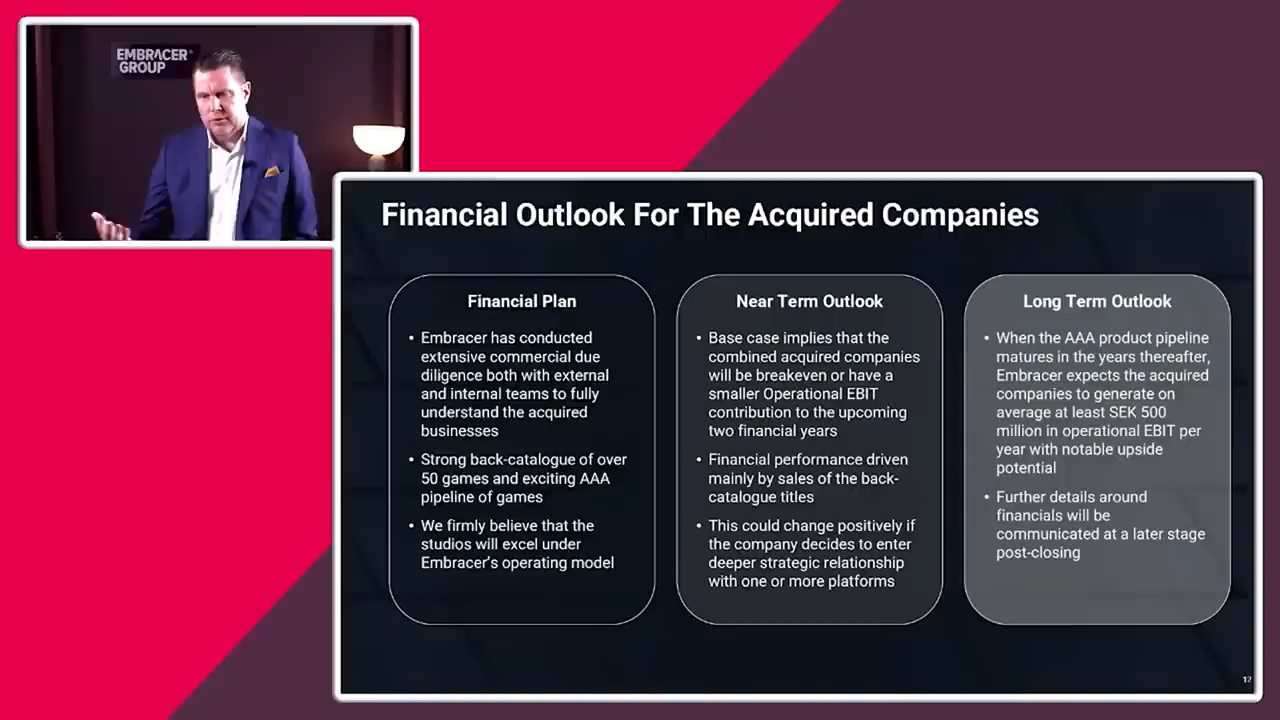 EMBRACER
GROUP
Financial Outlook For The Acquired Companies
Financial Plan
• Embracer has conducted
extensive commercial due
diligence both with external
and internal teams to fully
understand the acquired
businesses
• Strong back-catalogue of over
50 games and exciting AAA
pipeline of games
• We firmly believe that the
studios will excel under
Embracer's operating model
Near Term Outlook
• Base case implies that the
combined acquired companies
will be breakeven or have a
smaller Operational EBIT
contribution to the upcoming
two financial years
• Financial performance driven
mainly by sales of the back-
catalogue titles
• This could change positively if
the company decides to enter
deeper strategic relationship
with one or more platforms
Long Term Outlook
• When the AAA product pipeline
matures in the years thereafter,
Embracer expects the acquired
companies to generate on
average at least SEK 500
million in operational EBIT per
year with notable upside
potential
• Further details around
financials will be
communicated at a later stage
post-closing